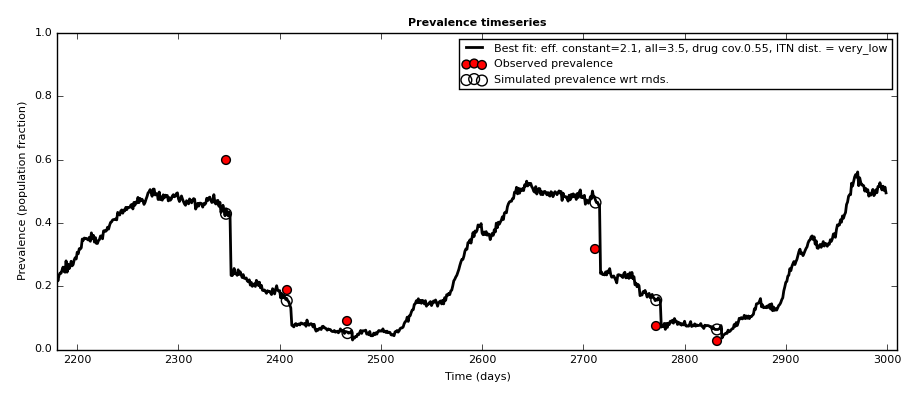 Prevalence timeseries
Best fit: eff. constant=2.1, all=3.5, drug cov.0.55, ITN dist. = very_low
Observed prevalence
Simulated prevalence wrt rnds.
Prevalence (population fraction)
1.0
0.8
0.6
0.4
0.2
0.0
2200 2300 2400 2500 2600 2700 2800 2900 3000
Time (days)